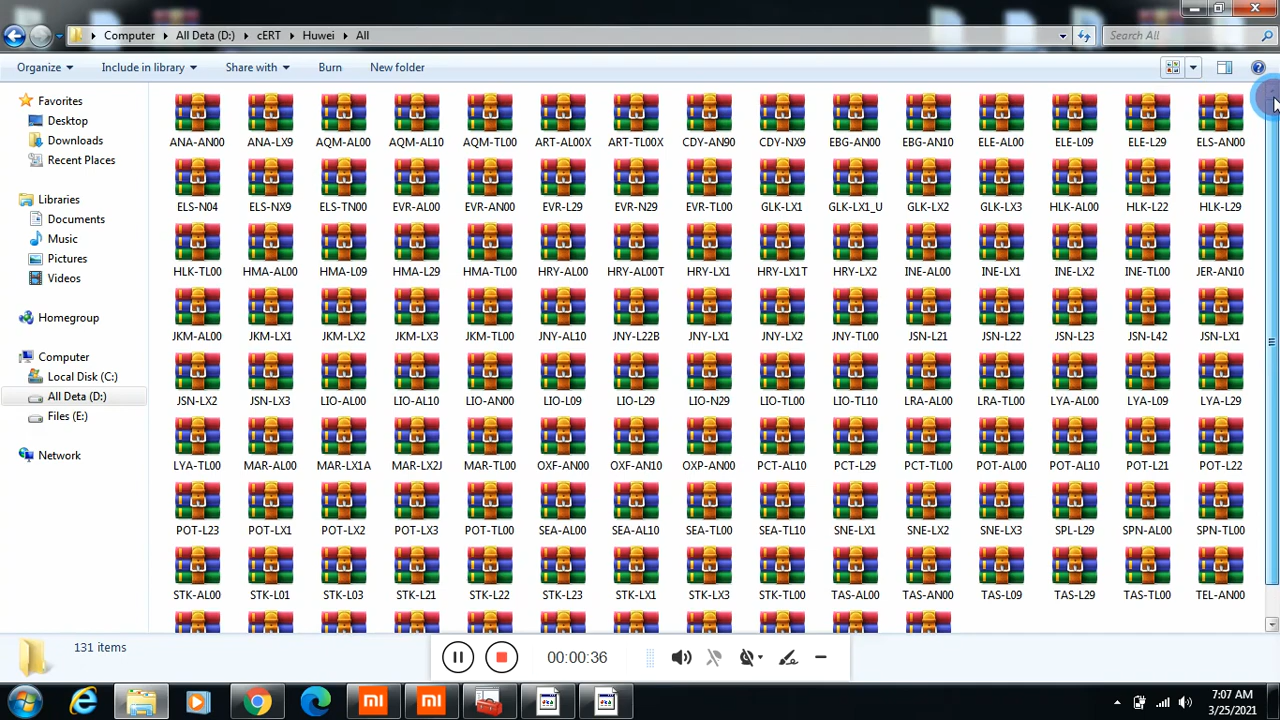 Computer All Deta (D:) cERT Huwei All
Search All
Organize Include in library Share with Burn New folder
Favorites
Desktop
Downloads
Recent Places
Libraries
Documents
Music
Pictures
Videos
Homegroup
Computer
Local Disk (C:)
All Deta (D:)
Files (E:)
Network
ANA-AN00 ANA-LX9 AQM-AL00 AQM-AL10 AQM-TL00 ART-AL00X ART-TL00X CDY-AN90 CDY-NX9 EBG-AN00 EBG-AN10 ELE-AL00 ELE-L09 ELE-L29 ELS-AN00
ELS-N04 ELS-NX9 ELS-TN00 EVR-AL00 EVR-AN00 EVR-L29 EVR-N29 EVR-TL00 GLK-LX1 GLK-LX1_U GLK-LX2 GLK-LX3 HLK-AL00 HLK-L22 HLK-L29
HLK-TL00 HMA-AL00 HMA-L09 HMA-L29 HMA-TL00 HRY-AL00 HRY-AL00T HRY-LX1 HRY-LX1T HRY-LX2 INE-AL00 INE-LX1 INE-LX2 INE-TL00 JER-AN10
JKM-AL00 JKM-LX1 JKM-LX2 JKM-LX3 JKM-TL00 JNY-AL10 JNY-L22B JNY-LX1 JNY-LX2 JNY-TL00 JSN-L21 JSN-L22 JSN-L23 JSN-L42 JSN-LX1
JSN-LX2 JSN-LX3 LIO-AL00 LIO-AL10 LIO-AN00 LIO-L09 LIO-L29 LIO-N29 LIO-TL00 LIO-TL10 LRA-AL00 LRA-TL00 LYA-AL00 LYA-L09 LYA-L29
LYA-TL00 MAR-AL00 MAR-LX1A MAR-LX2J MAR-TL00 OXF-AN00 OXF-AN10 OXP-AN00 PCT-AL10 PCT-L29 PCT-TL00 POT-AL00 POT-AL10 POT-L21 POT-L22
POT-L23 POT-LX1 POT-LX2 POT-LX3 POT-TL00 SEA-AL00 SEA-AL10 SEA-TL00 SEA-TL10 SNE-LX1 SNE-LX2 SNE-LX3 SPL-L29 SPN-AL00 SPN-TL00
STK-AL00 STK-L01 STK-L03 STK-L21 STK-L22 STK-L23 STK-LX1 STK-LX3 STK-TL00 TAS-AL00 TAS-AN00 TAS-L09 TAS-L29 TAS-TL00 TEL-AN00
131 items
00:00:36
mi mi
7:07 AM
3/25/2021